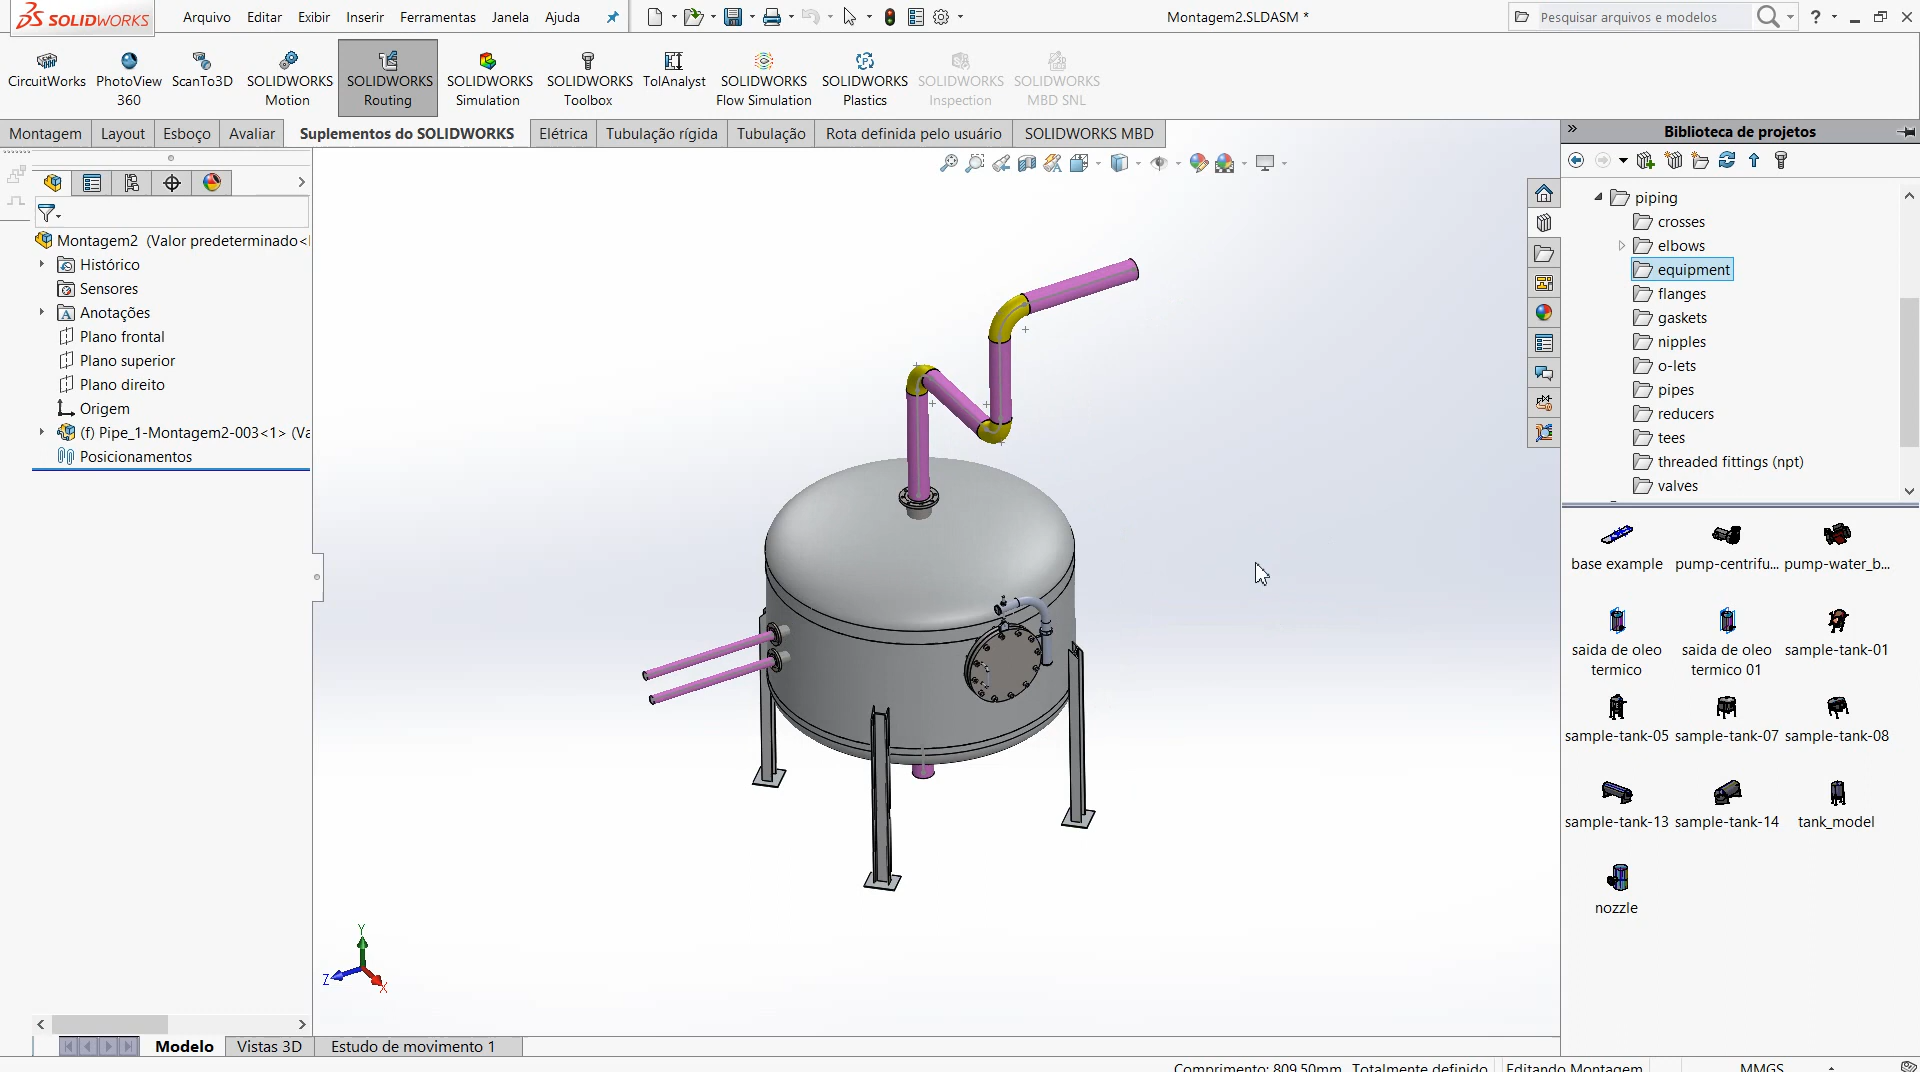 SOLIDWORKS
Arquivo Editar Exibir Inserir Ferramentas Janela Ajuda
Montagem2.SLDASM *
Pesquisar arquivos e modelos
?
CircuitWorks
PhotoView
360
ScanTo3D
SOLIDWORKS
Motion
SOLIDWORKS
Routing
SOLIDWORKS
Simulation
SOLIDWORKS
Toolbox
TolAnalyst
SOLIDWORKS
Flow Simulation
SOLIDWORKS
Plastics
SOLIDWORKS
Inspection
SOLIDWORKS
MBD SNL
Montagem Layout Esboço Avaliar Suplementos do SOLIDWORKS Elétrica Tubulação rígida Tubulação Rota definida pelo usuário SOLIDWORKS MBD
Montagem2 (Valor predeterminado<
Histórico
Sensores
Anotações
Plano frontal
Plano superior
Plano direito
Origem
(f) Pipe_1-Montagem2-003<1> (Va
Posicionamentos
Y
Z
X
Biblioteca de projetos
piping
crosses
elbows
equipment
flanges
gaskets
nipples
o-lets
pipes
reducers
tees
threaded fittings (npt)
valves
base example
pump-centrifu...
pump-water_b...
saida de oleo
termico
saida de oleo
termico 01
sample-tank-01
sample-tank-05
sample-tank-07
sample-tank-08
sample-tank-13
sample-tank-14
tank_model
nozzle
Modelo Vistas 3D Estudo de movimento 1
Comprimento: 809.50mm Totalmente definido Editando Montagem MMGS